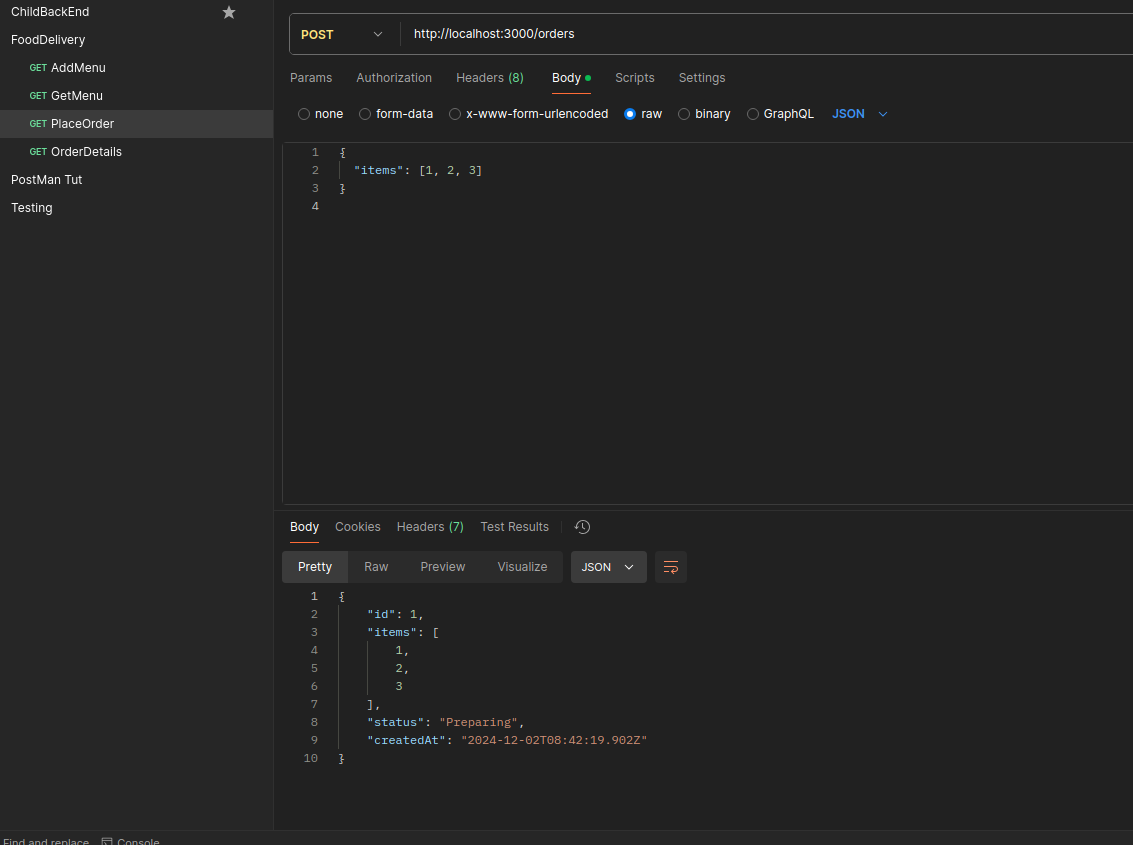 ChildBackEnd
FoodDelivery
GET AddMenu
GET GetMenu
GET PlaceOrder
GET OrderDetails
PostMan Tut
Testing
POST http://localhost:3000/orders
Params Authorization Headers (8) Body Scripts Settings
none form-data x-www-form-urlencoded raw binary GraphQL JSON
1 {
2 "items": [1, 2, 3]
3 }
4
Body Cookies Headers (7) Test Results
Pretty Raw Preview Visualize JSON
1 {
2 "id": 1,
3 "items": [
4 1,
5 2,
6 3
7 ],
8 "status": "Preparing",
9 "createdAt": "2024-12-02T08:42:19.902Z"
10 }
Find and replace Console